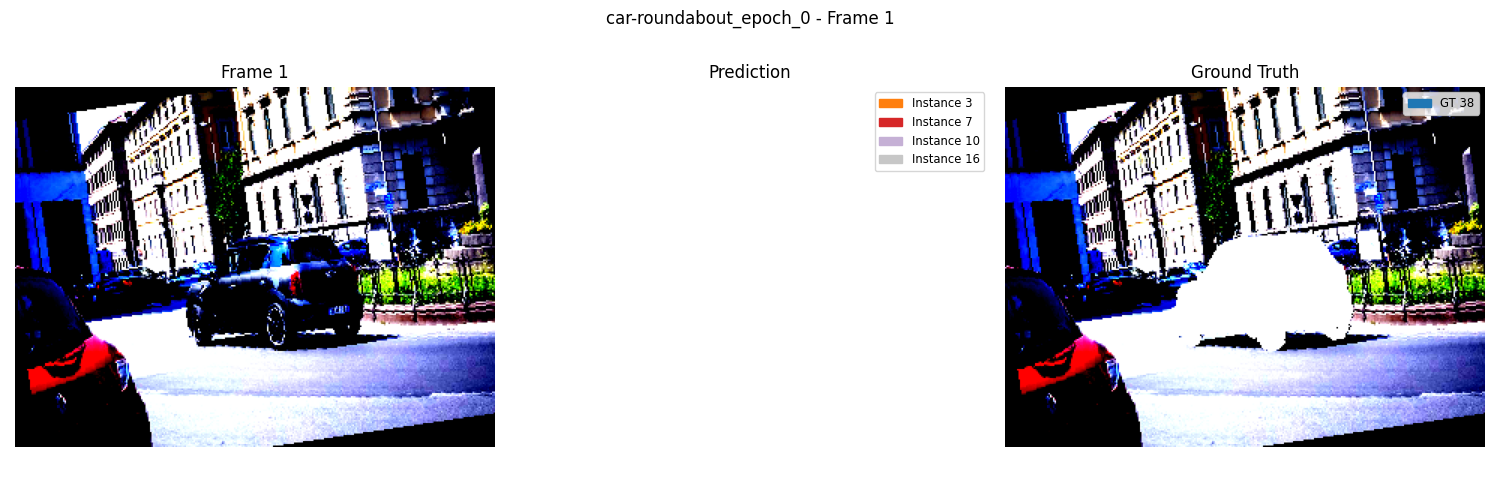 car-roundabout_epoch_0 - Frame 1
Frame 1
Prediction
Ground Truth
Instance 3
Instance 7
Instance 10
Instance 16
GT 38